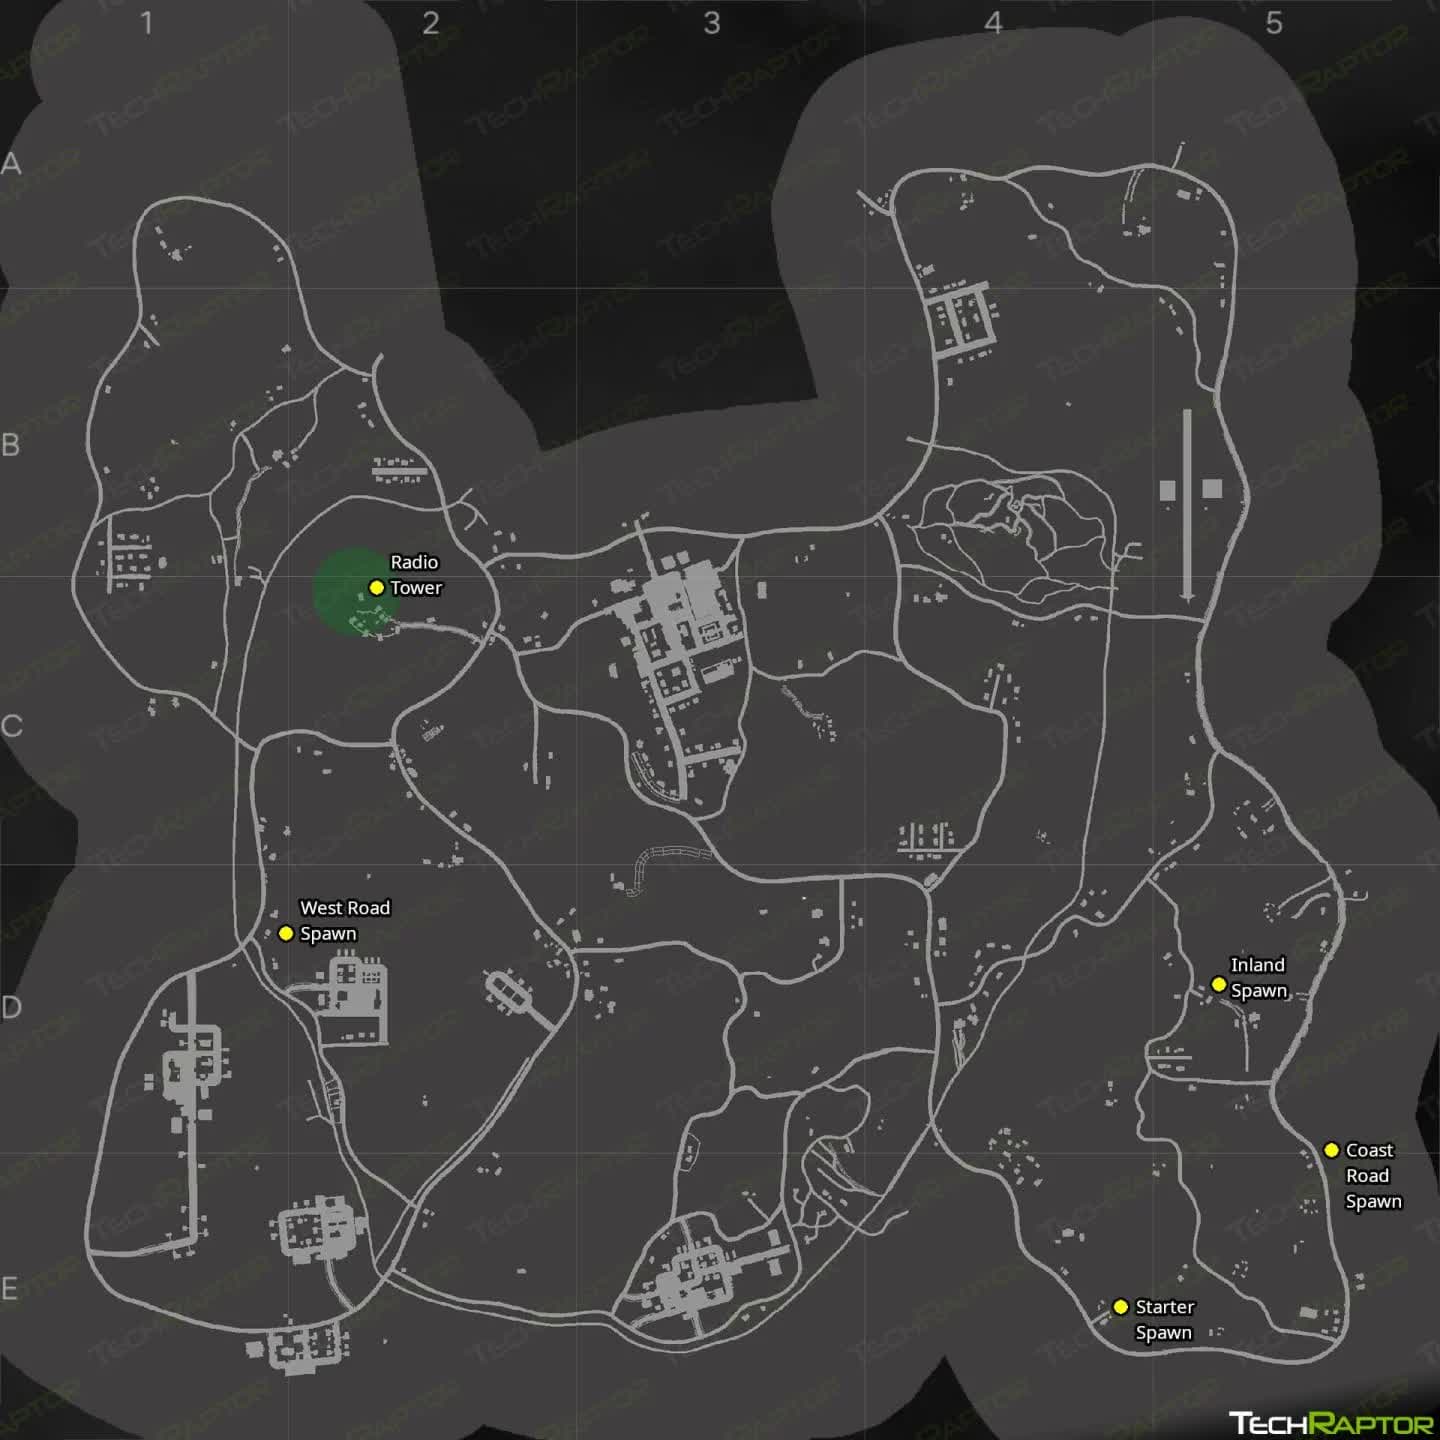 1 2 3 4 5
A
B
Radio
Tower
C
West Road
Spawn
Inland
Spawn
D
Coast
Road
Spawn
E
Starter
Spawn
TECHRAPTOR